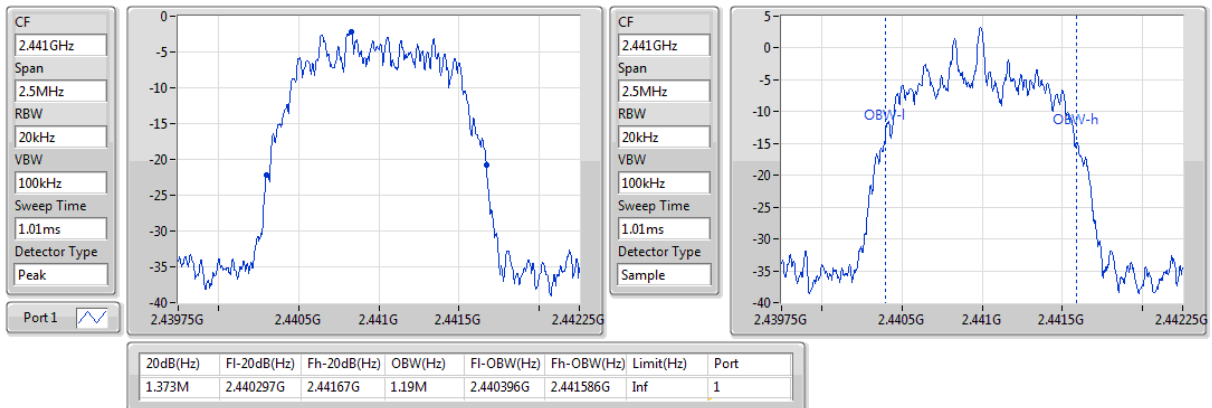 CF
2.441GHz
Span
2.5MHz
RBW
20kHz
VBW
100kHz
Sweep Time
1.01ms
Detector Type
Peak
Port 1
0
-5
-10
-15
-20
-25
-30
-35
-40
2.43975G 2.4405G 2.441G 2.4415G 2.44225G
CF
2.441GHz
Span
2.5MHz
RBW
20kHz
VBW
100kHz
Sweep Time
1.01ms
Detector Type
Sample
5
0
-5
-10
-15
-20
-25
-30
-35
-40
OBW-l
OBW-h
2.43975G 2.4405G 2.441G 2.4415G 2.44225G
20dB(Hz) Fl-20dB(Hz) Fh-20dB(Hz) OBW(Hz) Fl-OBW(Hz) Fh-OBW(Hz) Limit(Hz) Port
1.373M 2.440297G 2.44167G 1.19M 2.440396G 2.441586G Inf 1